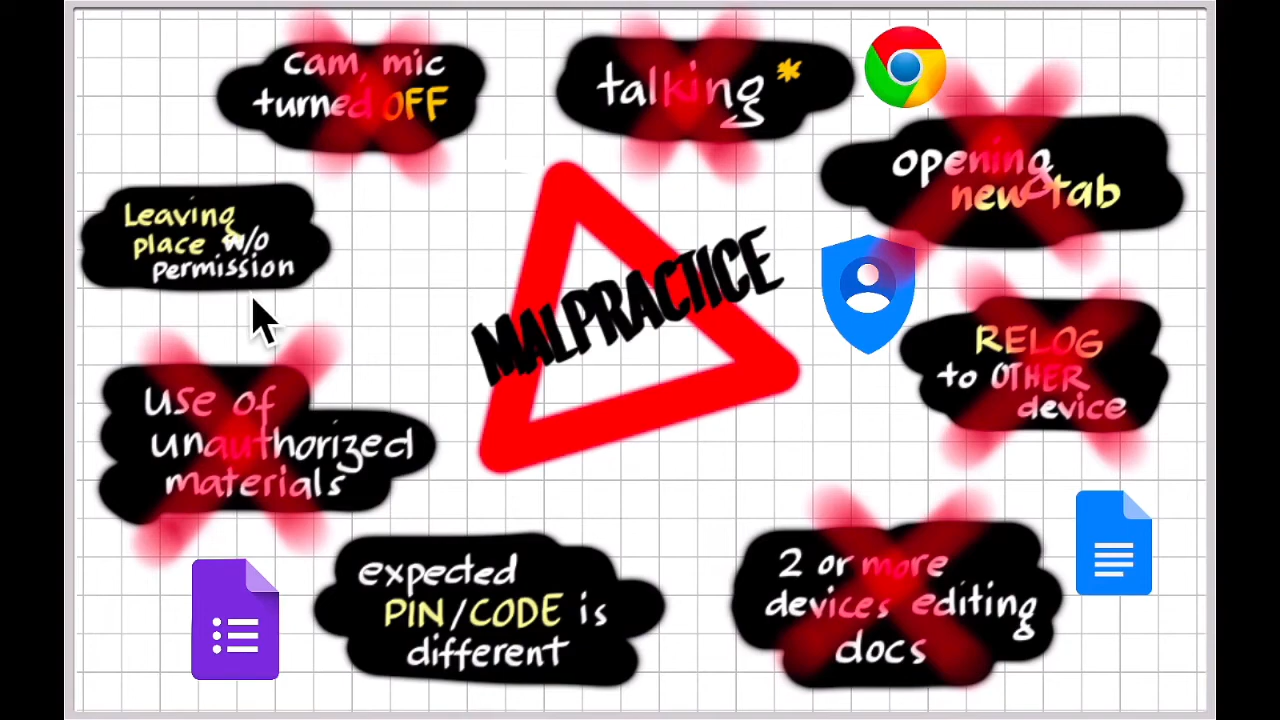 cam, mic
turned OFF
talking *
opening
new tab
Leaving
place w/o
permission
MALPRACTICE
RELOG
to OTHER
device
use of
unauthorized
materials
expected
PIN/CODE is
different
2 or more
devices editing
docs